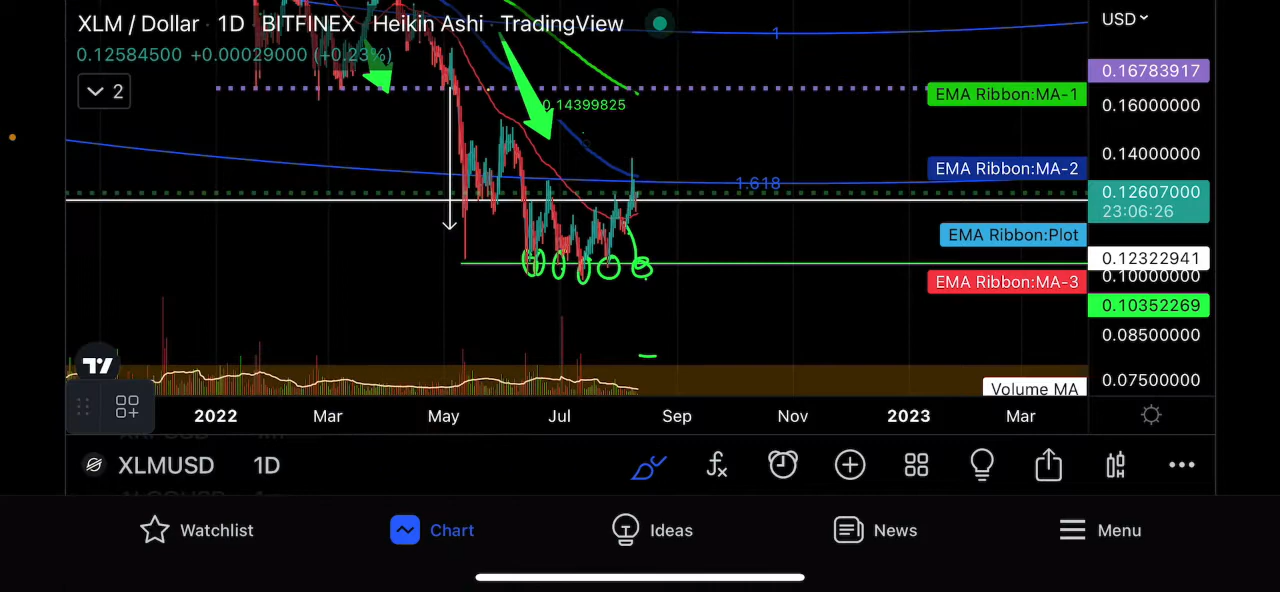 XLM / Dollar · 1D · BITFINEX Heikin Ashi · TradingView
USD
0.12584500 +0.00029000 (+0.23%)
0.16783917
2
EMA Ribbon:MA-1
0.14399825
0.16000000
0.14000000
EMA Ribbon:MA-2
1
1.618
0.12607000
23:06:26
EMA Ribbon:Plot
0.12322941
0.10000000
EMA Ribbon:MA-3
0.10352269
0.08500000
0.07500000
Volume MA
2022 Mar May Jul Sep Nov 2023 Mar
XLMUSD 1D
Watchlist Chart Ideas News Menu